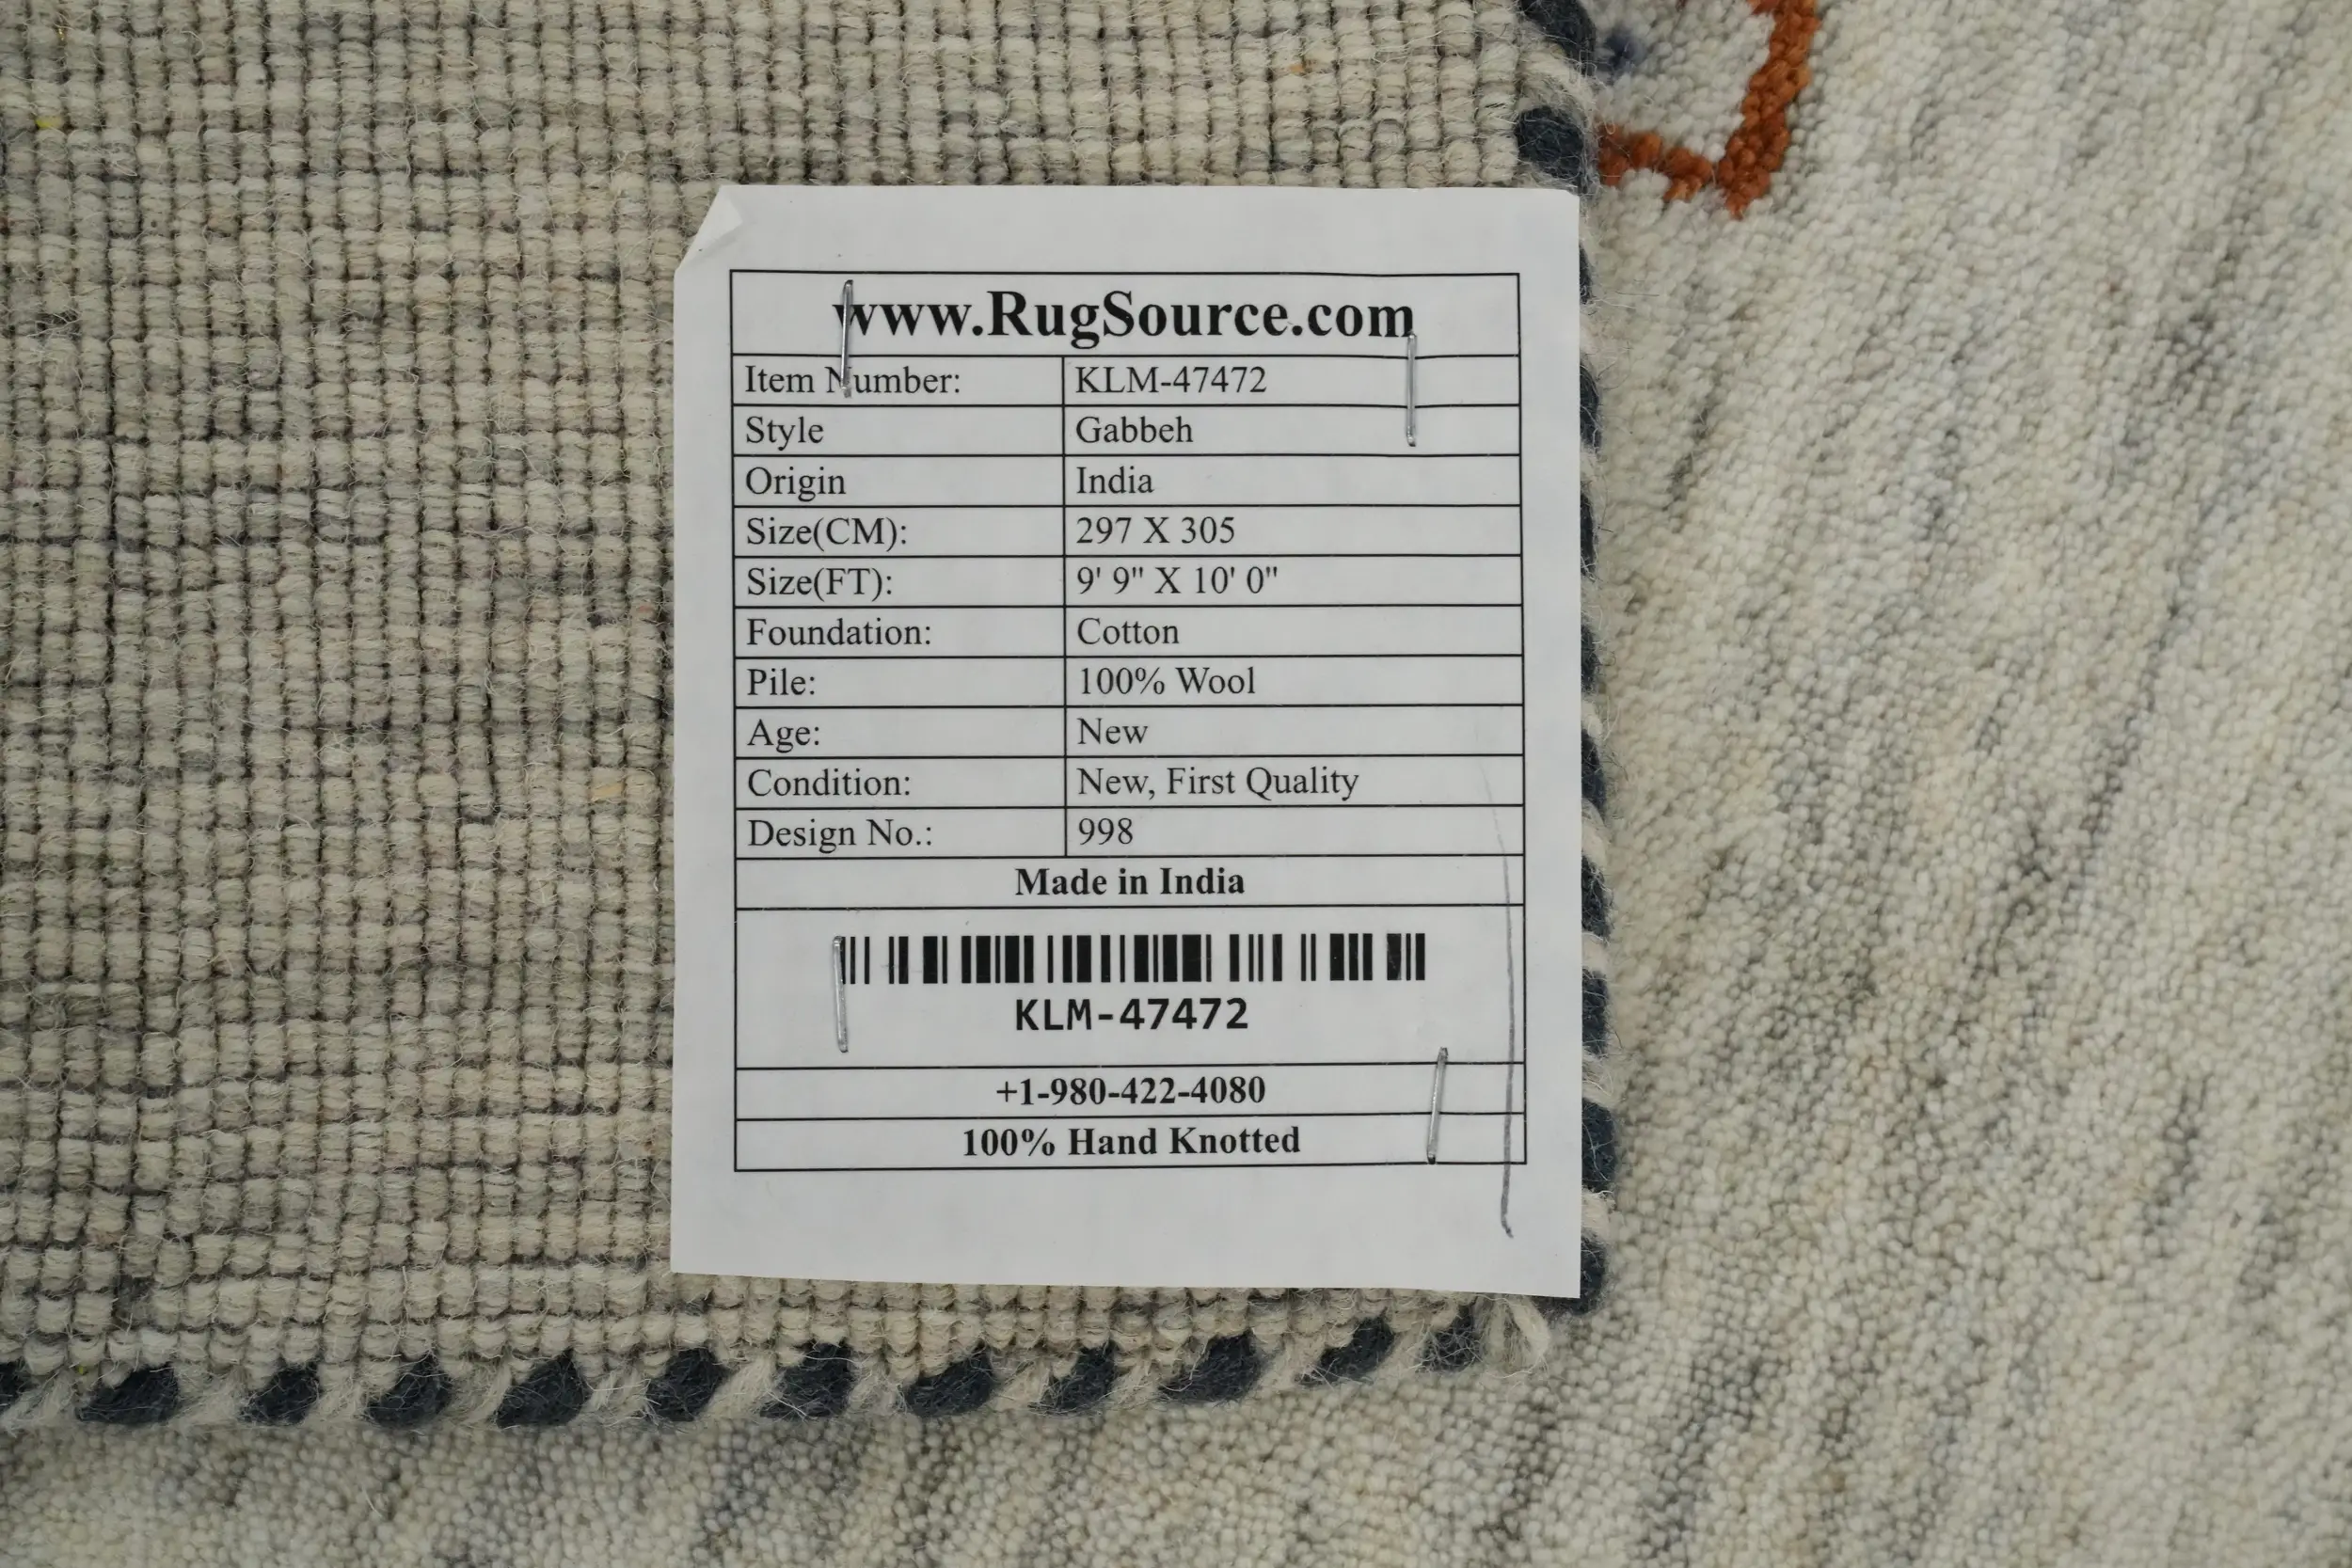 www.RugSource.com
Item Number: KLM-47472
Style Gabbeh
Origin India
Size(CM): 297 X 305
Size(FT): 9' 9" X 10' 0"
Foundation: Cotton
Pile: 100% Wool
Age: New
Condition: New, First Quality
Design No.: 998
Made in India
KLM-47472
+1-980-422-4080
100% Hand Knotted